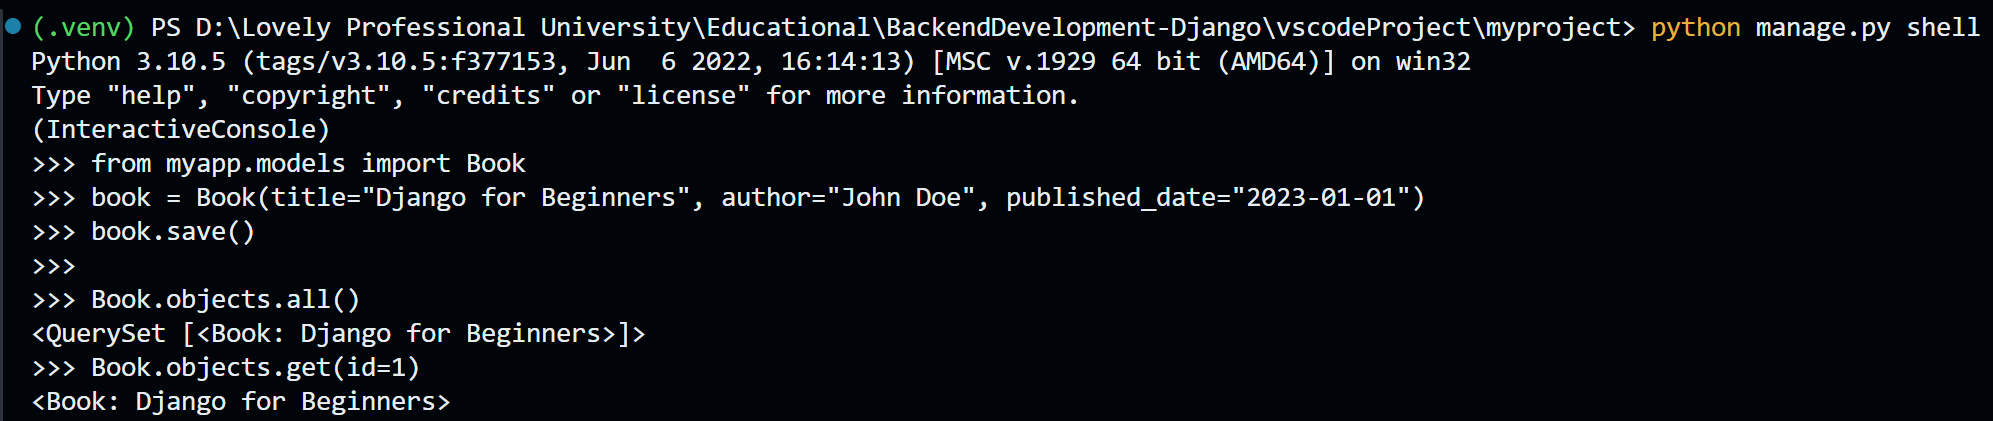 (.venv) PS D:\Lovely Professional University\Educational\BackendDevelopment-Django\vscodeProject\myproject> python manage.py shell
Python 3.10.5 (tags/v3.10.5:f377153, Jun  6 2022, 16:14:13) [MSC v.1929 64 bit (AMD64)] on win32
Type "help", "copyright", "credits" or "license" for more information.
(InteractiveConsole)
>>> from myapp.models import Book
>>> book = Book(title="Django for Beginners", author="John Doe", published_date="2023-01-01")
>>> book.save()
>>>
>>> Book.objects.all()
<QuerySet [<Book: Django for Beginners>]>
>>> Book.objects.get(id=1)
<Book: Django for Beginners>